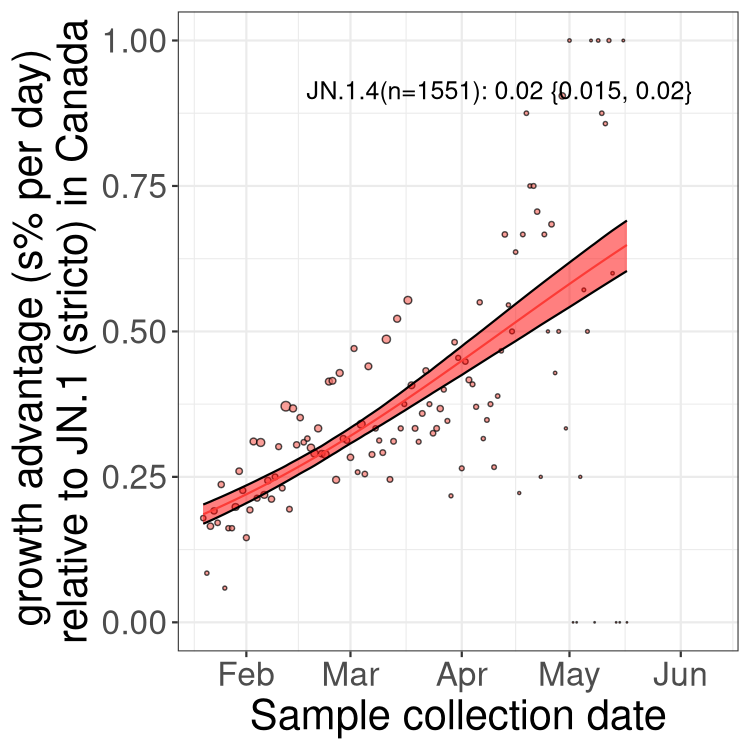 growth advantage (s% per day)
relative to JN.1 (stricto) in Canada
1.00
0.75
0.50
0.25
0.00
JN.1.4(n=1551): 0.02 {0.015, 0.02}
Feb Mar Apr May Jun
Sample collection date